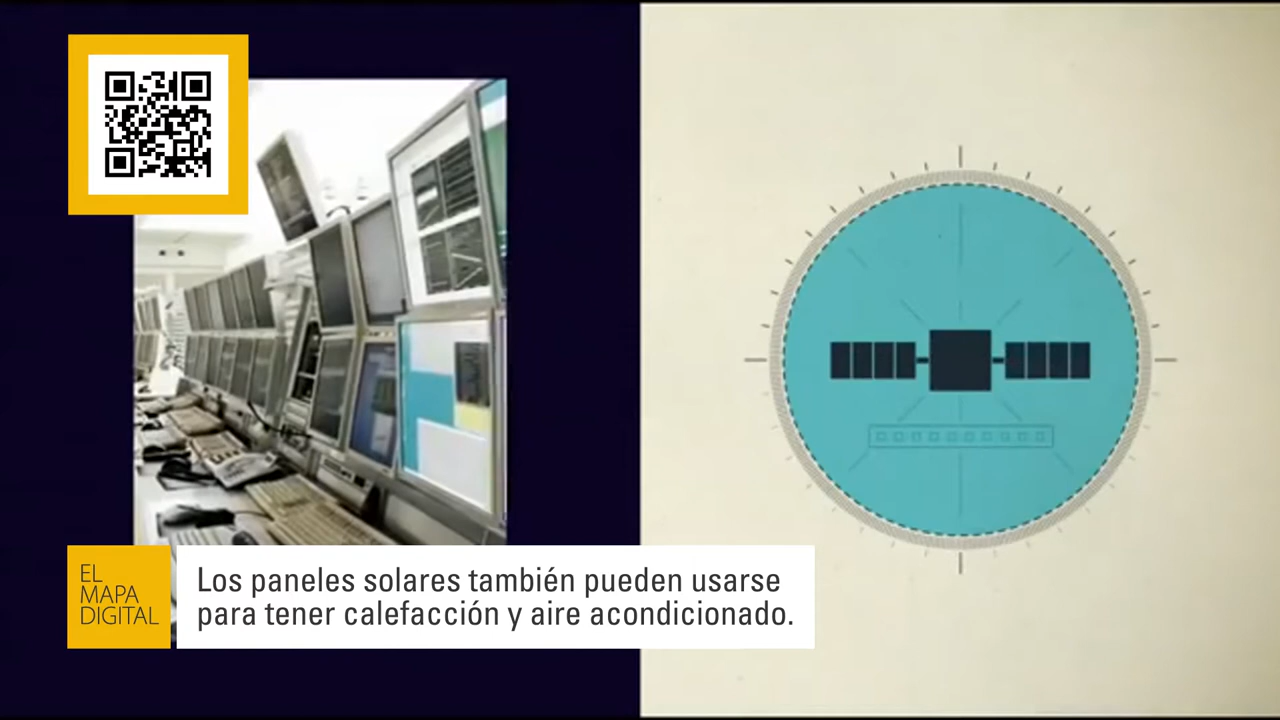 EL
MAPA
DIGITAL
Los paneles solares también pueden usarse
para tener calefacción y aire acondicionado.